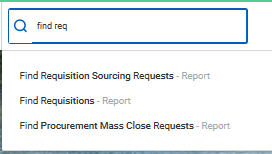 find req
Find Requisition Sourcing Requests - Report
Find Requisitions - Report
Find Procurement Mass Close Requests - Report